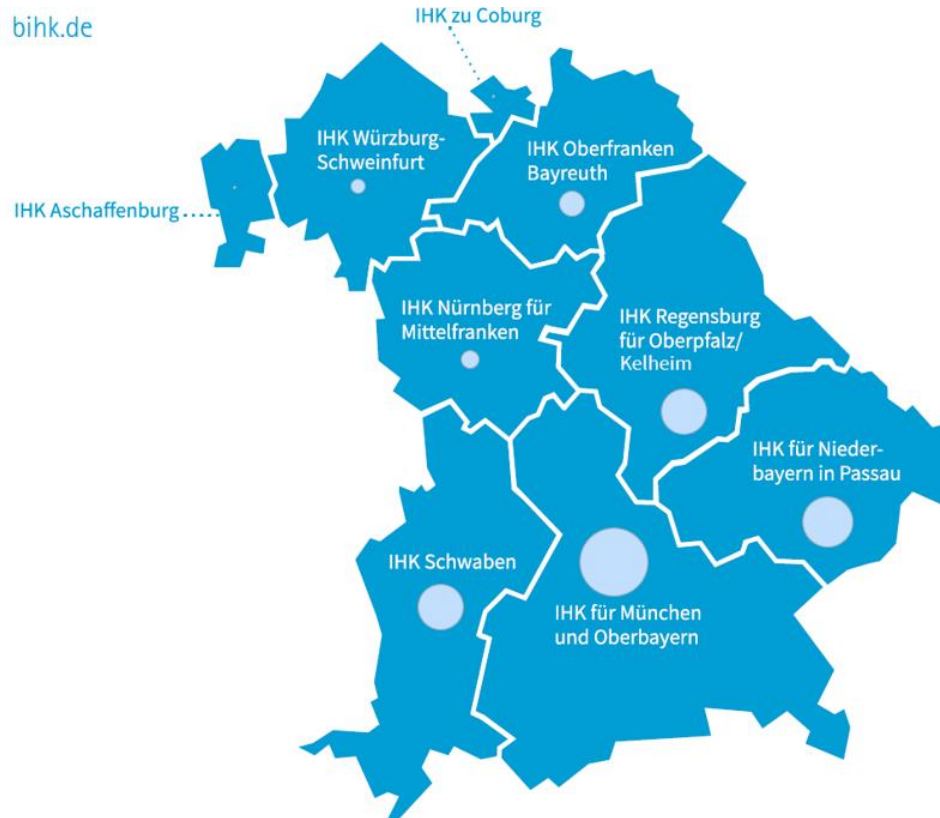 bihk.de
IHK zu Coburg
IHK Würzburg-
Schweinfurt
IHK Oberfranken
Bayreuth
IHK Aschaffenburg
IHK Nürnberg für
Mittelfranken
IHK Regensburg
für Oberpfalz/
Kelheim
IHK für Nieder-
bayern in Passau
IHK Schwaben
IHK für München
und Oberbayern